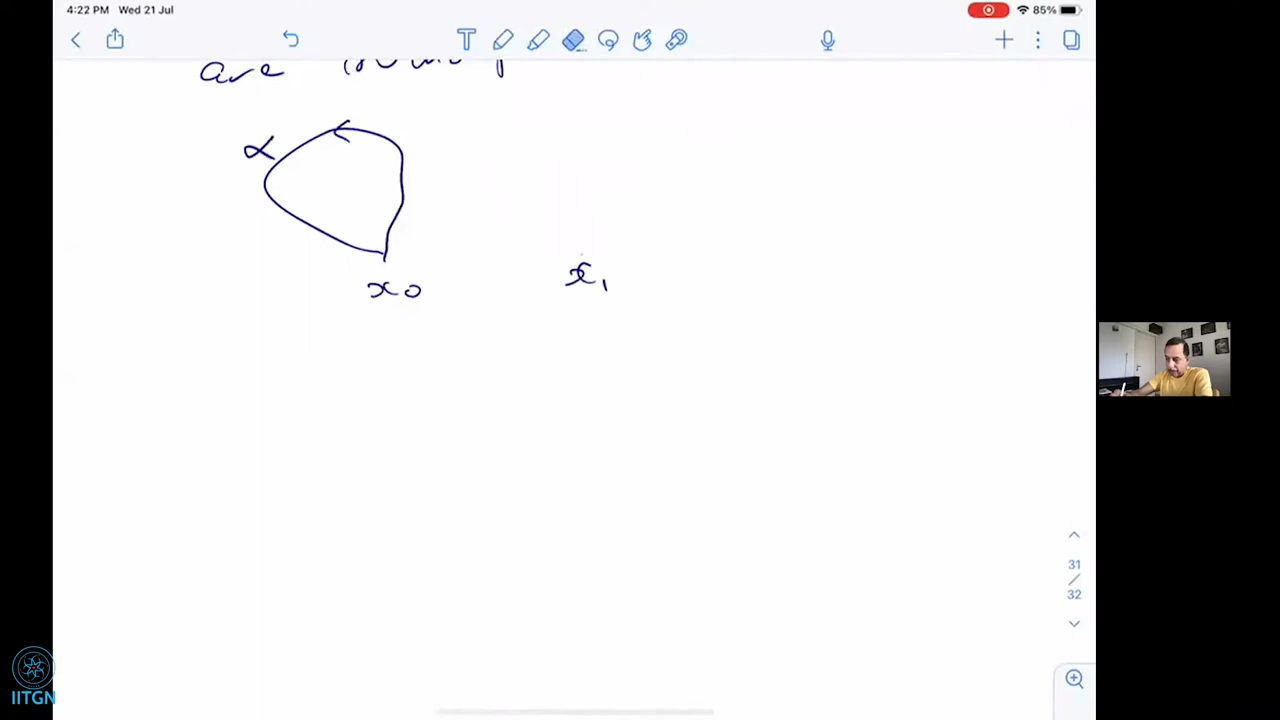 4:22 PM Wed 21 Jul
85%
T
are
α
x0
x1
31
/
32
IITGN